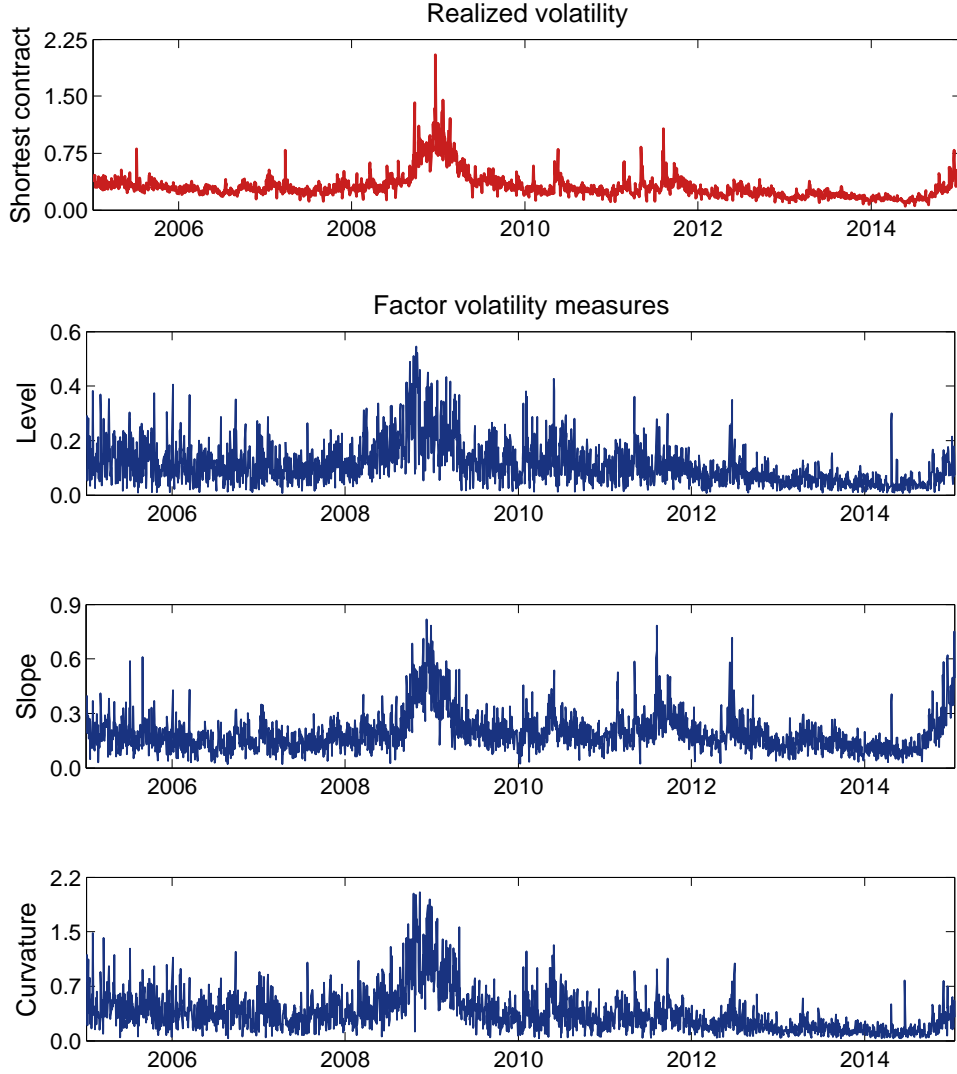 Realized volatility
Shortest contract
2.25
1.50
0.75
0.00
2006 2008 2010 2012 2014
Factor volatility measures
Level
0.6
0.4
0.2
0.0
2006 2008 2010 2012 2014
Slope
0.9
0.6
0.3
0.0
2006 2008 2010 2012 2014
Curvature
2.2
1.5
0.7
0.0
2006 2008 2010 2012 2014